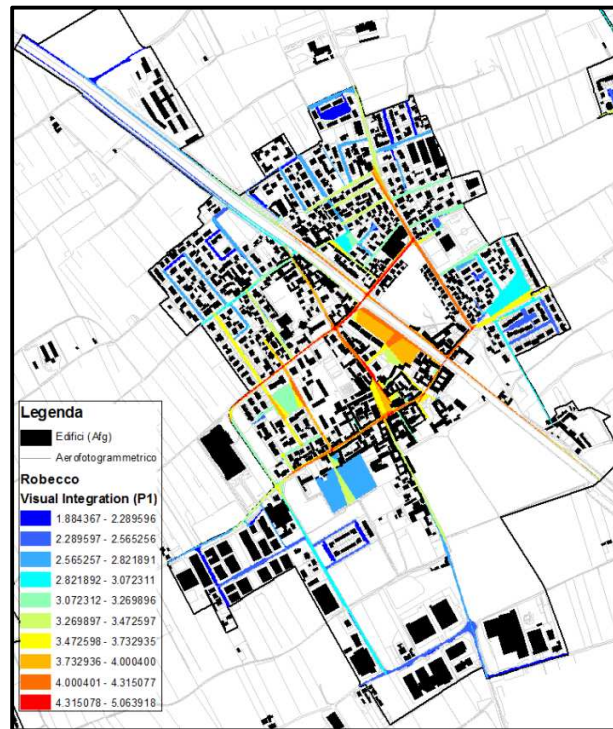 Legenda
Edifici (Afg)
Aerofotogrammetrico
Robecco
Visual Integration (P1)
1.884367 - 2.289596
2.289597 - 2.565256
2.565257 - 2.821891
2.821892 - 3.072311
3.072312 - 3.269896
3.269897 - 3.472597
3.472598 - 3.732935
3.732936 - 4.000400
4.000401 - 4.315077
4.315078 - 5.063918